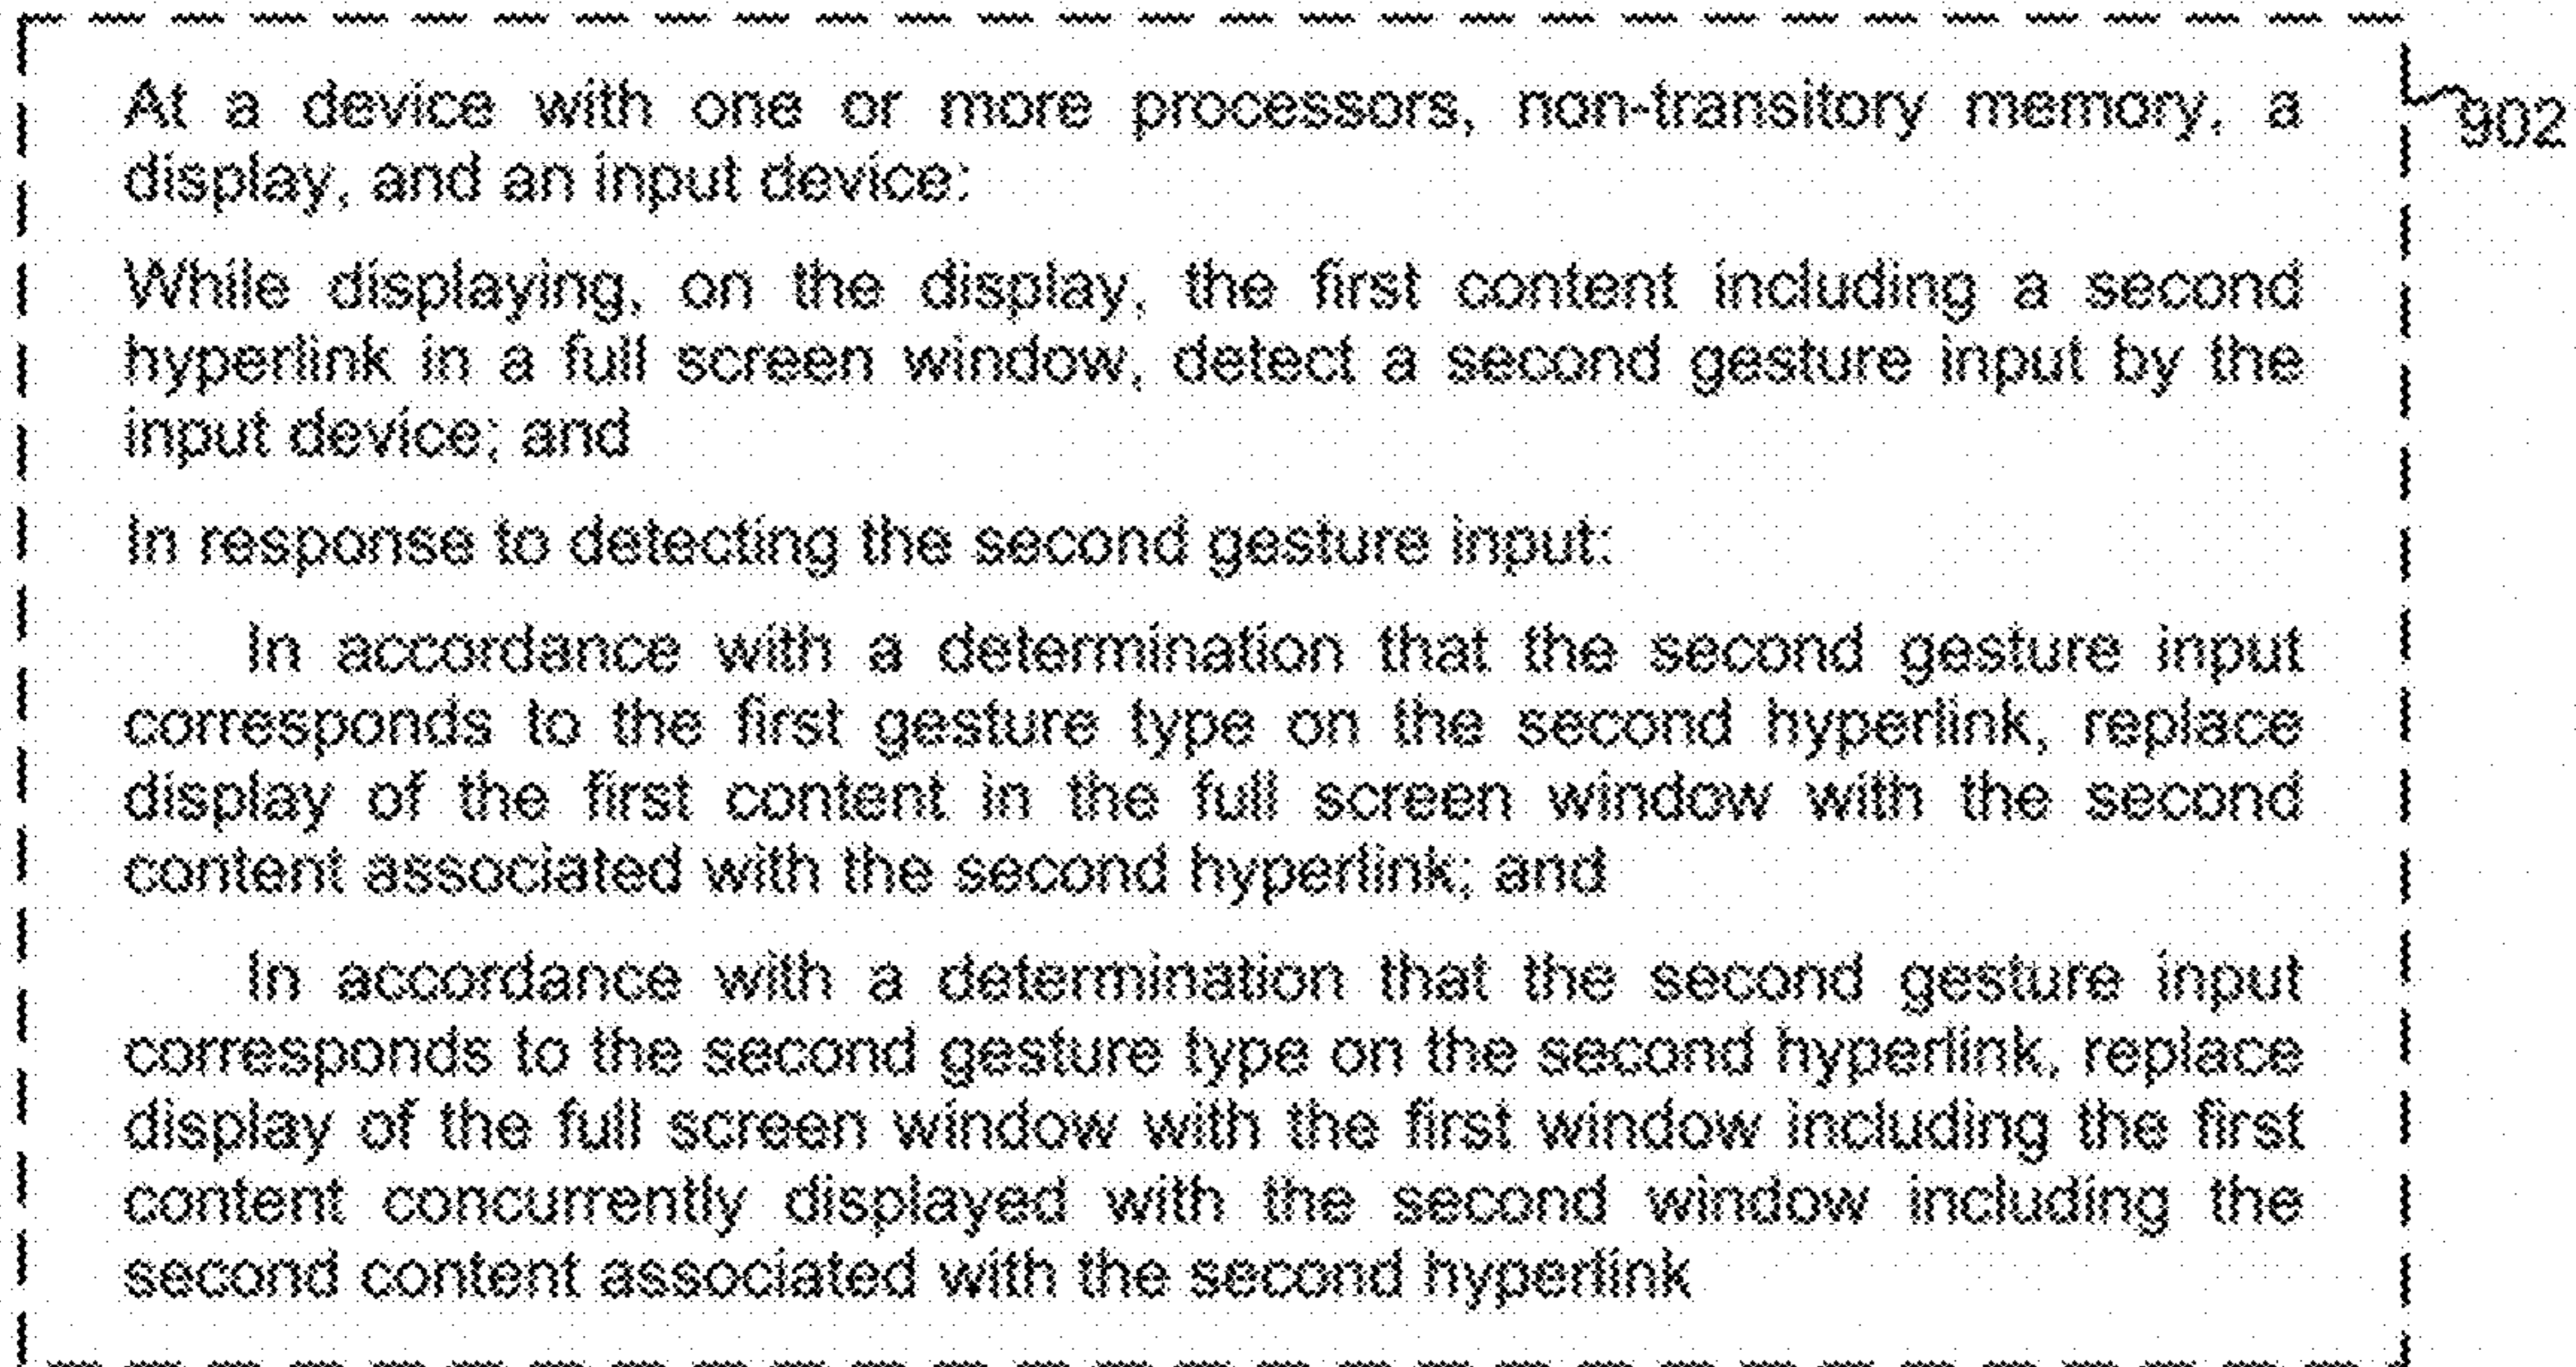 At a device with one or more processors, non-transitory memory, a
display, and an input device:
902
While displaying, on the display, the first content including a second
hyperlink in a full screen window, detect a second gesture input by the
input device; and
In response to detecting the second gesture input:
In accordance with a determination that the second gesture input
corresponds to the first gesture type on the second hyperlink, replace
display of the first content in the full screen window with the second
content associated with the second hyperlink; and
In accordance with a determination that the second gesture input
corresponds to the second gesture type on the second hyperlink, replace
display of the full screen window with the first window including the first
content concurrently displayed with the second window including the
second content associated with the second hyperlink